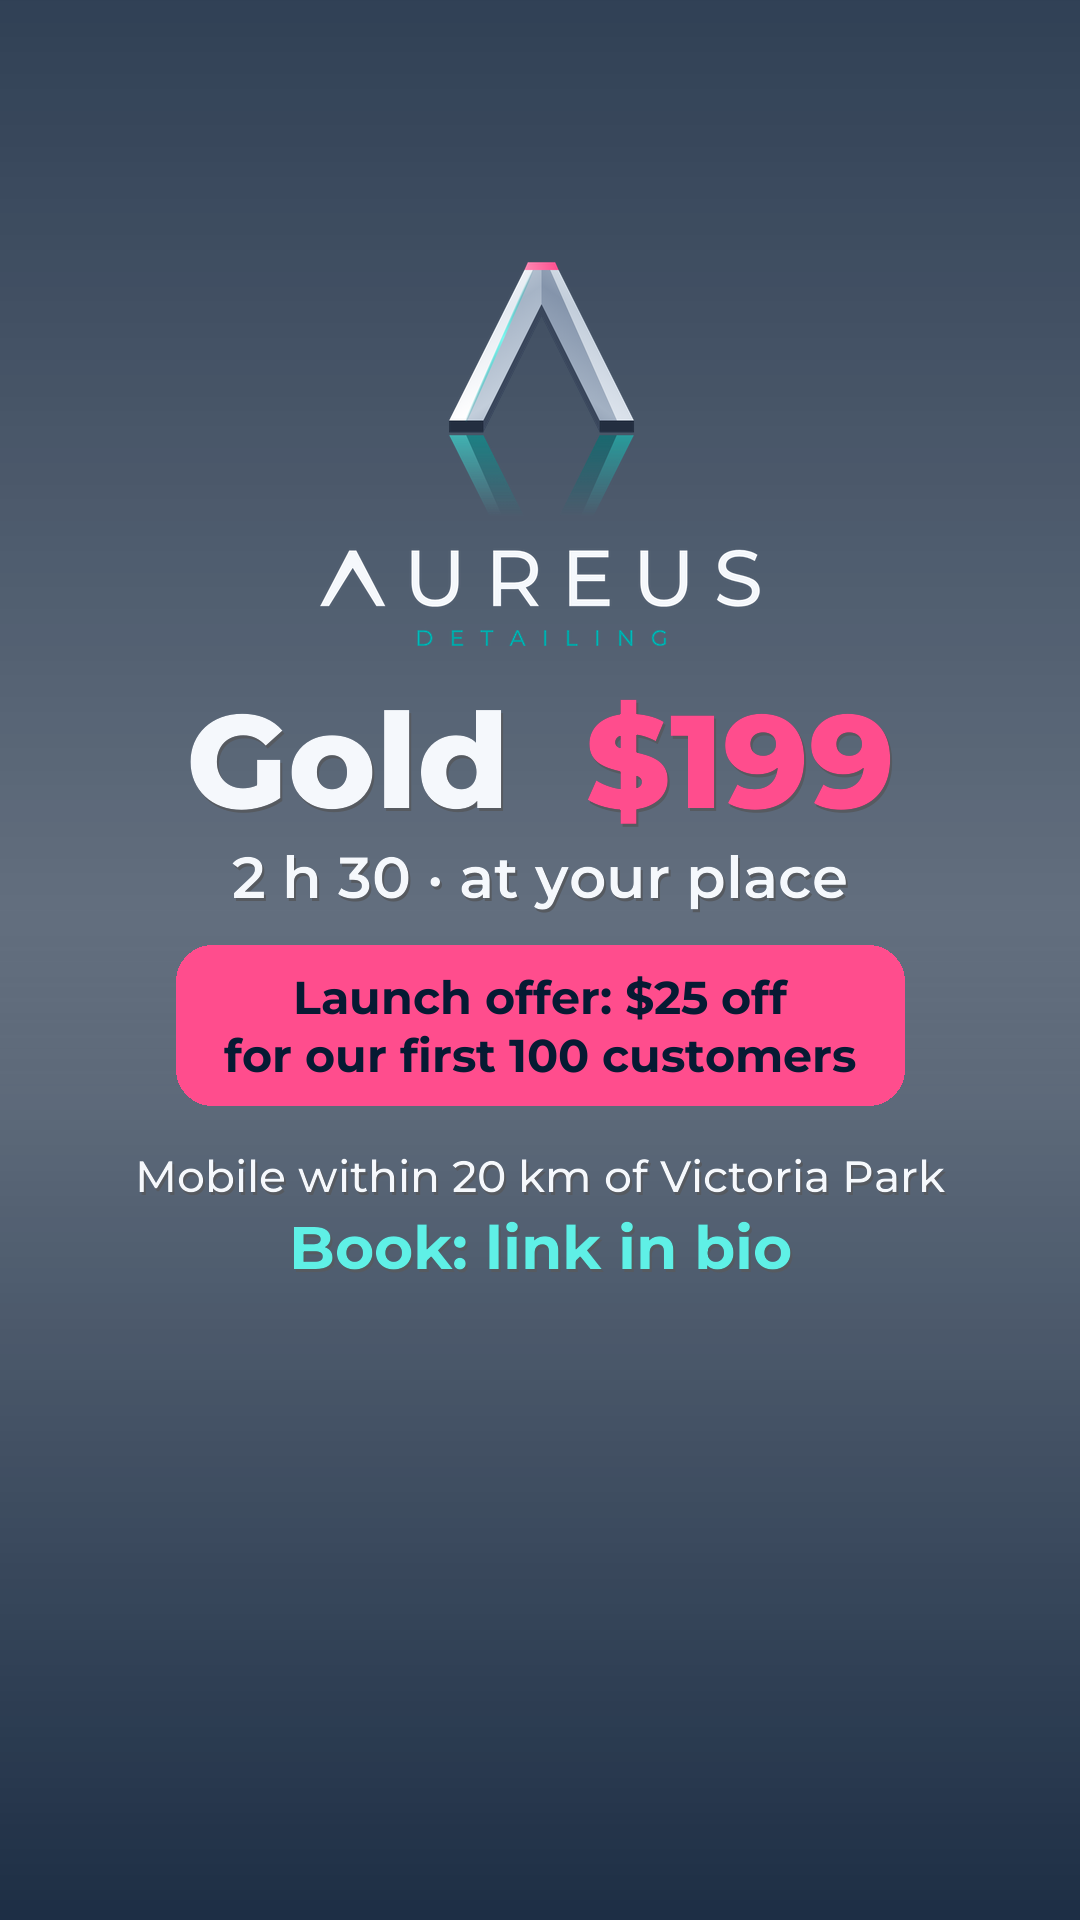 AUREUS
DETAILING
Gold $199
2 h 30 · at your place
Launch offer: $25 off
for our first 100 customers
Mobile within 20 km of Victoria Park
Book: link in bio